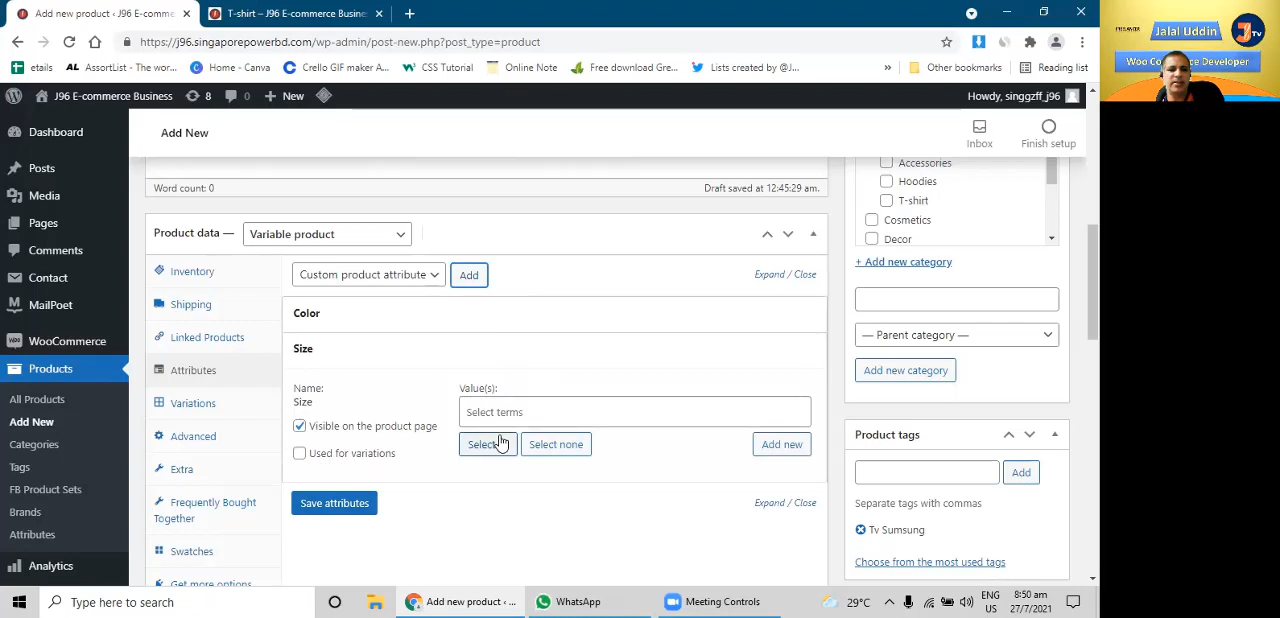 Add new product ‹ J96 E-comme
T-shirt – J96 E-commerce Busine
https://j96.singaporepowerbd.com/wp-admin/post-new.php?post_type=product
etails
AL AssortList - The wor...
Home - Canva
Crello GIF maker A...
CSS Tutorial
Online Note
Free download Gre...
Lists created by @J...
»
Other bookmarks
Reading list
J96 E-commerce Business
8
0
New
Howdy, singgzff_j96
Dashboard
Posts
Media
Pages
Comments
Contact
MailPoet
WooCommerce
Products
All Products
Add New
Categories
Tags
FB Product Sets
Brands
Attributes
Analytics
Add New
Inbox
Finish setup
Word count: 0
Draft saved at 12:45:29 am.
Product data —
Variable product
Inventory
Shipping
Linked Products
Attributes
Variations
Advanced
Extra
Frequently Bought
Together
Swatches
Get more options
Custom product attribute
Add
Expand / Close
Color
Size
Name:
Size
Value(s):
Select terms
Visible on the product page
Used for variations
Select
Select none
Add new
Save attributes
Expand / Close
Accessories
Hoodies
T-shirt
Cosmetics
Decor
+ Add new category
— Parent category —
Add new category
Product tags
Add
Separate tags with commas
Tv Sumsung
Choose from the most used tags
FREELANCER
Jalal Uddin
J TV
Woo Commerce Developer
Type here to search
Add new product ‹ ...
WhatsApp
Meeting Controls
29°C
ENG
US
8:50 am
27/7/2021